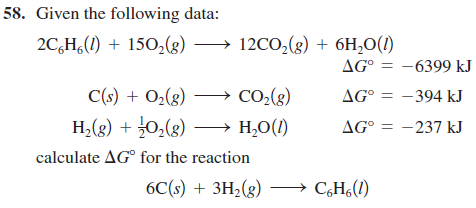 58. Given the following data:
2C₆H₆(l) + 15O₂(g) ⟶ 12CO₂(g) + 6H₂O(l)
ΔG° = −6399 kJ
C(s) + O₂(g) ⟶ CO₂(g) ΔG° = −394 kJ
H₂(g) + ½O₂(g) ⟶ H₂O(l) ΔG° = −237 kJ
calculate ΔG° for the reaction
6C(s) + 3H₂(g) ⟶ C₆H₆(l)